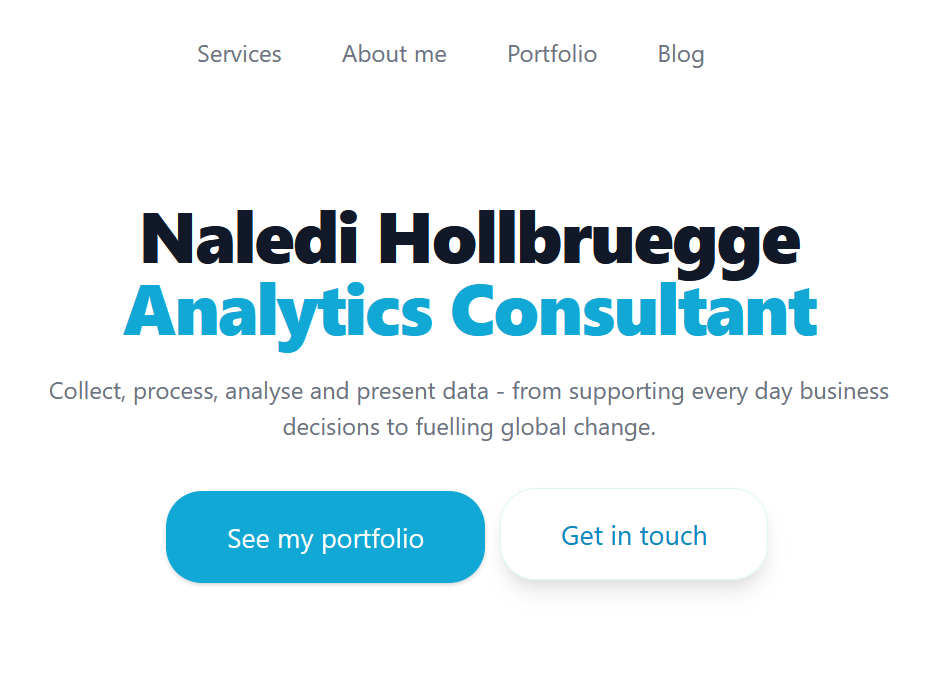 Services About me Portfolio Blog
Naledi Hollbruegge
Analytics Consultant
Collect, process, analyse and present data - from supporting every day business
decisions to fuelling global change.
See my portfolio Get in touch